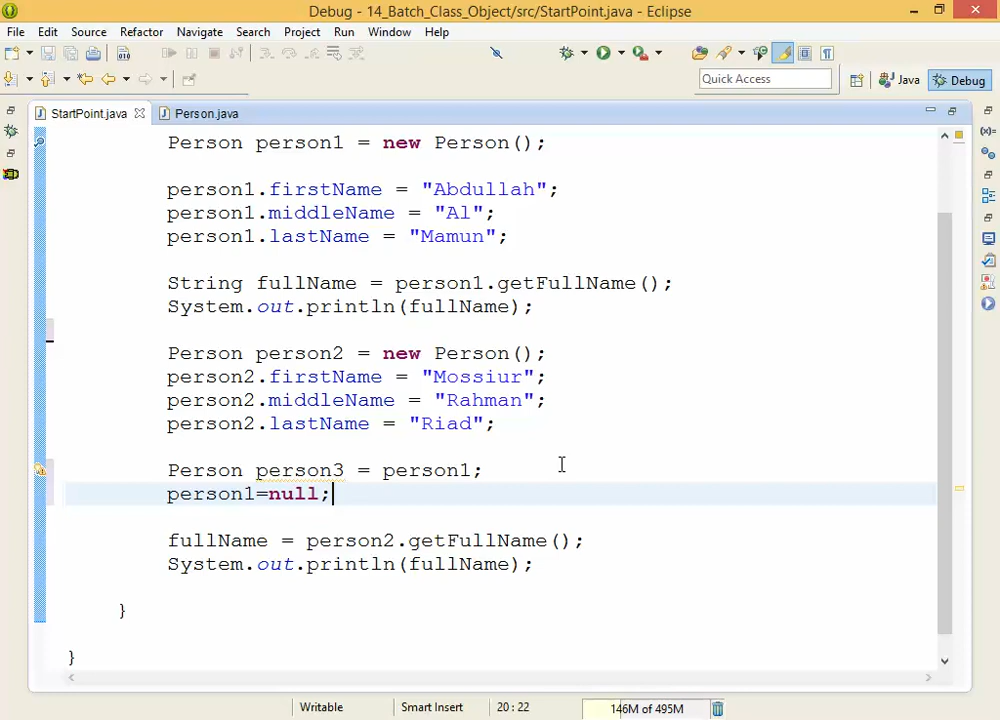 Debug - 14_Batch_Class_Object/src/StartPoint.java - Eclipse
File Edit Source Refactor Navigate Search Project Run Window Help
Quick Access
Java Debug
StartPoint.java Person.java
Person person1 = new Person();
person1.firstName = "Abdullah";
person1.middleName = "Al";
person1.lastName = "Mamun";
String fullName = person1.getFullName();
System.out.println(fullName);
Person person2 = new Person();
person2.firstName = "Mossiur";
person2.middleName = "Rahman";
person2.lastName = "Riad";
Person person3 = person1;
person1=null;
fullName = person2.getFullName();
System.out.println(fullName);
}
}
Writable Smart Insert 20 : 22 146M of 495M